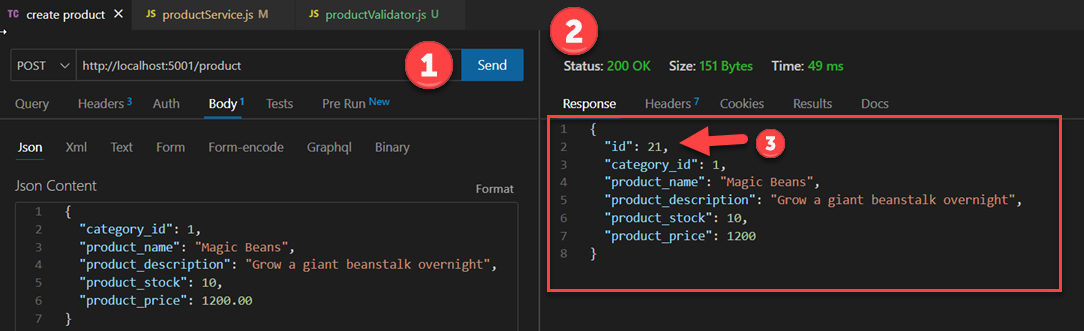 TC create product ✕ JS productService.js M JS productValidator.js U
POST http://localhost:5001/product 1 Send
Query Headers 3 Auth Body 1 Tests Pre Run New
Json Xml Text Form Form-encode Graphql Binary
Json Content Format
1 {
2 "category_id": 1,
3 "product_name": "Magic Beans",
4 "product_description": "Grow a giant beanstalk overnight",
5 "product_stock": 10,
6 "product_price": 1200.00
7 }
2
Status: 200 OK Size: 151 Bytes Time: 49 ms
Response Headers 7 Cookies Results Docs
1 {
2 "id": 21, 3
3 "category_id": 1,
4 "product_name": "Magic Beans",
5 "product_description": "Grow a giant beanstalk overnight",
6 "product_stock": 10,
7 "product_price": 1200
8 }